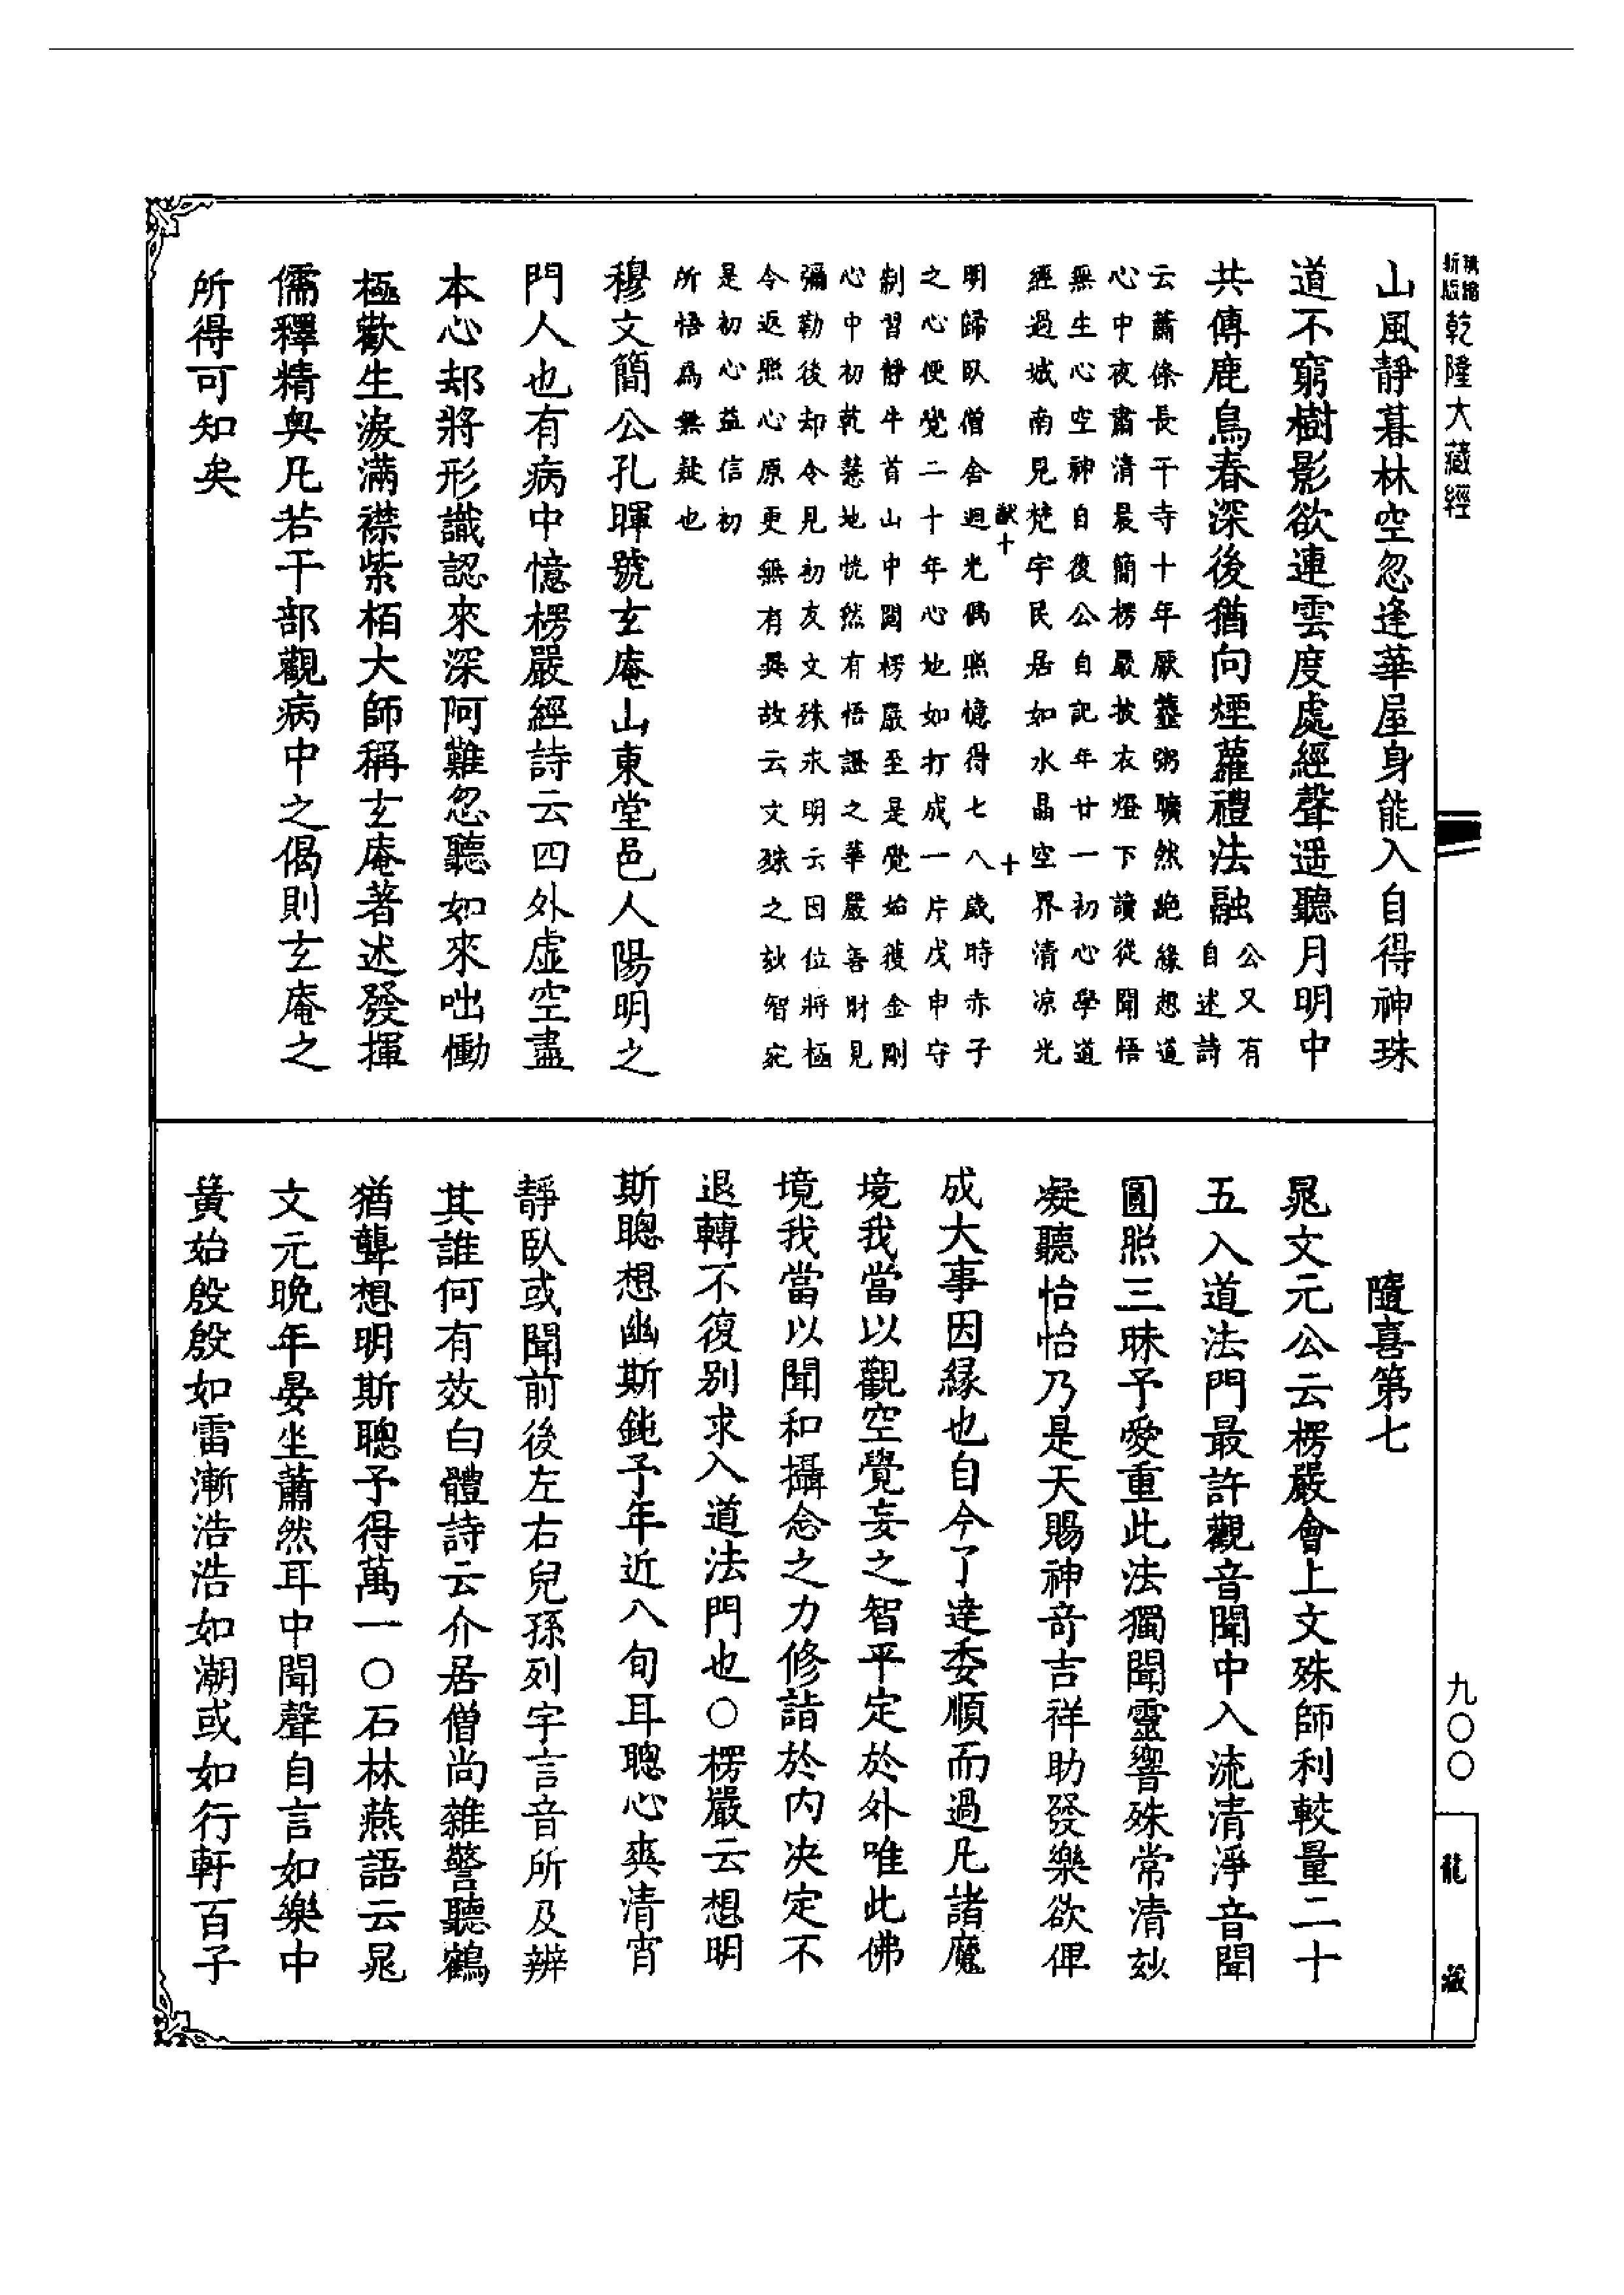 精縮
新版
乾隆大藏經
山風靜暮林空忽逢華屋身能入自得神珠
道不窮樹影欲連雲度處經聲遥聽月明中
共傳鹿鳥春深後猶向煙蘿禮法融
公又有
自述詩
云蕭條長干寺十年厭虀粥曠然絶緣想道
心中夜肅清晨簡楞嚴披衣燈下讀從聞悟
無生心空神自復公自記年廿一初心學道
經過城南見梵宇民居如水晶空界清凉光
十
十
明歸臥僧舍迴光偶照憶得七八歲時赤子
之心便覺二十年心地如打成一片戊申守
制習靜牛首山中閱楞嚴至是覺始獲金剛
心中初乾慧地恍然有悟證之華嚴善財見
彌勒後却令見初友文殊求明云因位將極
令返照心原更無有異故云文殊之玅智宛
是初心益信初
所悟爲無疑也
穆文簡公孔暉號玄庵山東堂邑人陽明之
門人也有病中憶楞嚴經詩云四外虛空盡
本心却將形識認來深阿難忽聽如來咄慟
極歡生淚滿襟紫栢大師稱玄庵著述發揮
儒釋精奥凡若干部觀病中之偈則玄庵之
所得可知矣
隨喜第七
晁文元公云楞嚴會上文殊師利較量二十
五入道法門最許觀音聞中入流清淨音聞
圓照三昧予愛重此法獨聞靈響殊常清玅
凝聽怡怡乃是天賜神奇吉祥助發樂欲俾
成大事因緣也自今了達委順而過凡諸魔
境我當以觀空覺妄之智平定於外唯此佛
境我當以聞和攝念之力修詣於内决定不
退轉不復别求入道法門也○楞嚴云想明
斯聰想幽斯鈍予年近八旬耳聰心爽清宵
靜臥或聞前後左右兒孫列字言音所及辨
其誰何有效白體詩云介居僧尚雜警聽鶴
猶聾想明斯聰予得萬一○石林燕語云晁
文元晚年晏坐蕭然耳中聞聲自言如樂中
簧始殷殷如雷漸浩浩如潮或如行軒百子
九〇〇
龍藏